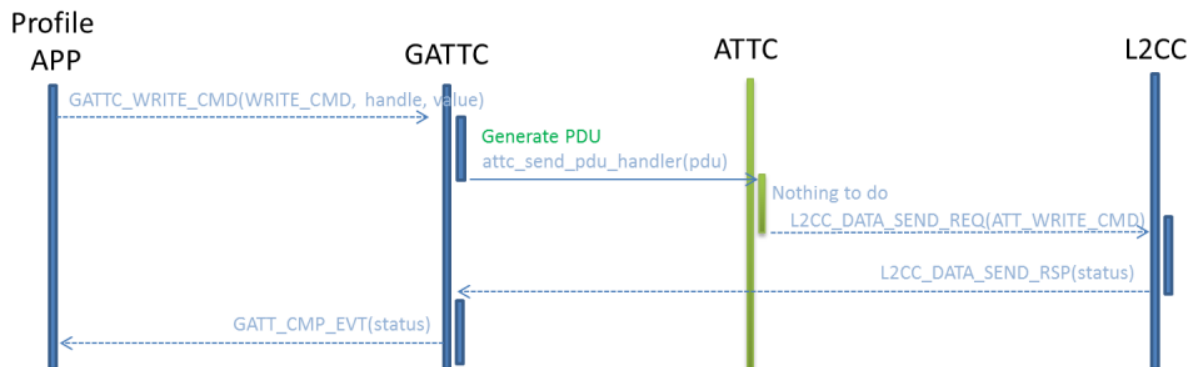 Profile
APP
GATTC
ATTC
L2CC
GATTC_WRITE_CMD(WRITE_CMD, handle, value)
Generate PDU
attc_send_pdu_handler(pdu)
Nothing to do
L2CC_DATA_SEND_REQ(ATT_WRITE_CMD)
L2CC_DATA_SEND_RSP(status)
GATT_CMP_EVT(status)